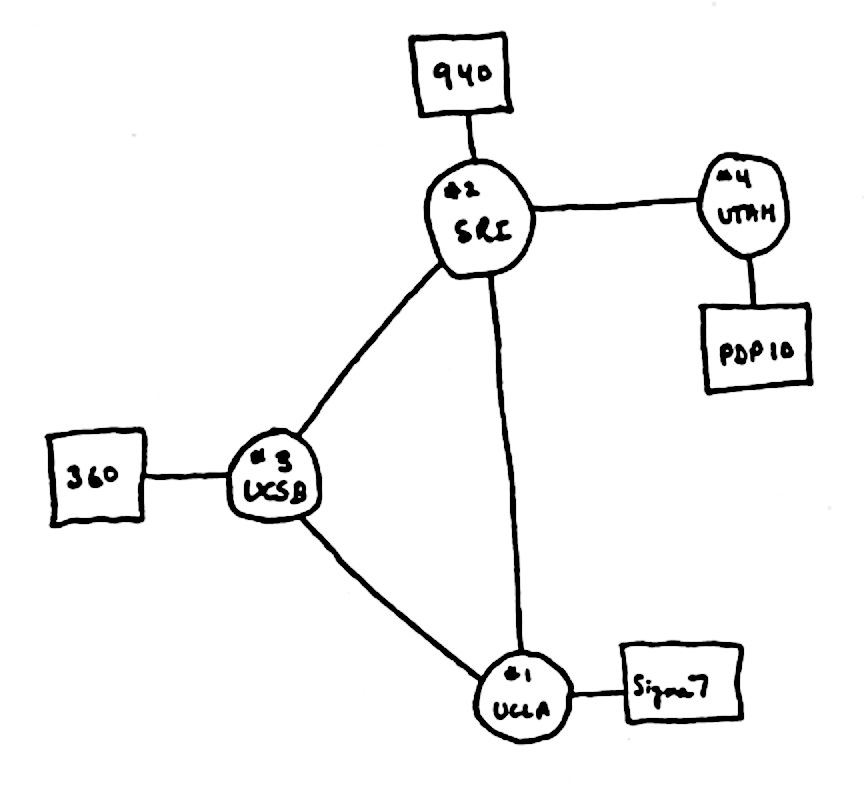 940
#2
SRI
#4
UTAH
PDP10
#3
UCSB
360
#1
UCLA
Sigma7